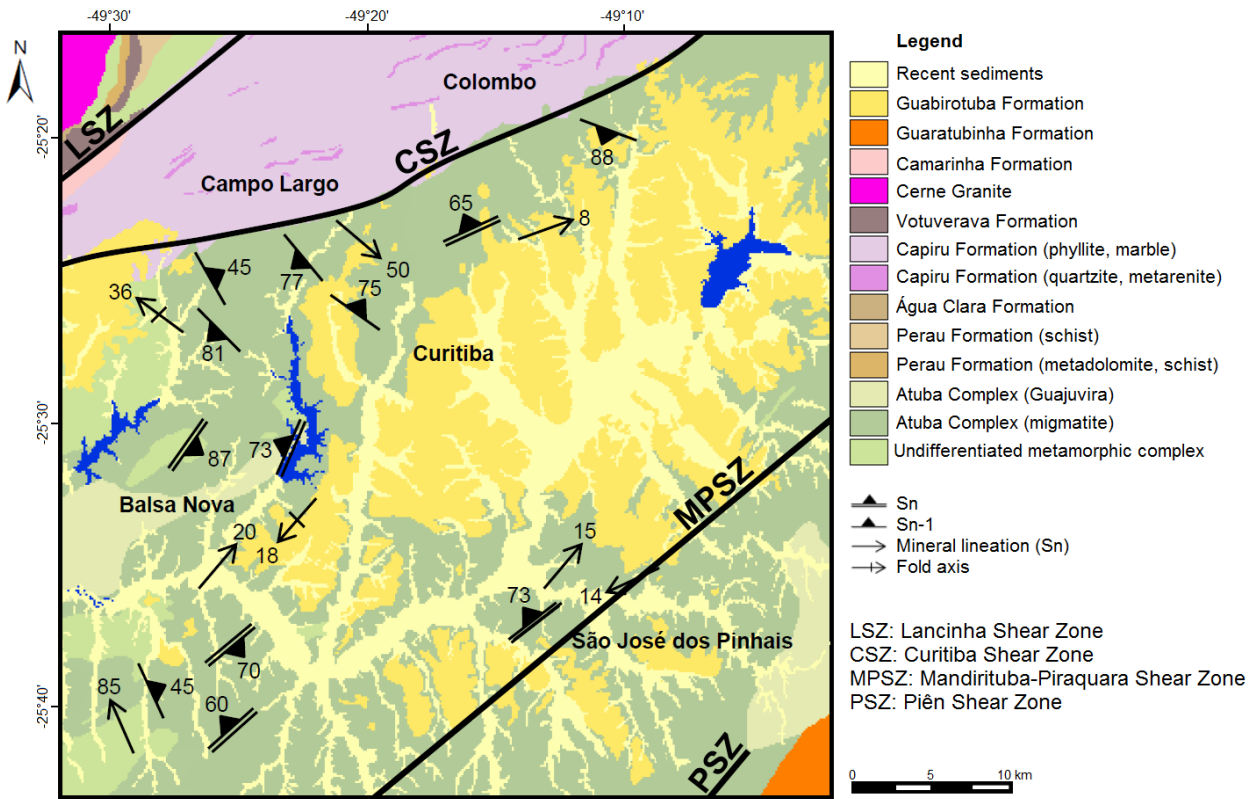 -49°30' -49°20' -49°10'
N
-25°20'
-25°30'
-25°40'
LSZ
Colombo
CSZ
Campo Largo
88
65
8
45
77
50
36
75
81
Curitiba
87
73
Balsa Nova
MPSZ
20
18
15
14
73
São José dos Pinhais
70
85
45
60
PSZ
Legend
Recent sediments
Guabirotuba Formation
Guaratubinha Formation
Camarinha Formation
Cerne Granite
Votuverava Formation
Capiru Formation (phyllite, marble)
Capiru Formation (quartzite, metarenite)
Água Clara Formation
Perau Formation (schist)
Perau Formation (metadolomite, schist)
Atuba Complex (Guajuvira)
Atuba Complex (migmatite)
Undifferentiated metamorphic complex
Sn
Sn-1
Mineral lineation (Sn)
Fold axis
LSZ: Lancinha Shear Zone
CSZ: Curitiba Shear Zone
MPSZ: Mandirituba-Piraquara Shear Zone
PSZ: Piên Shear Zone
0 5 10 km